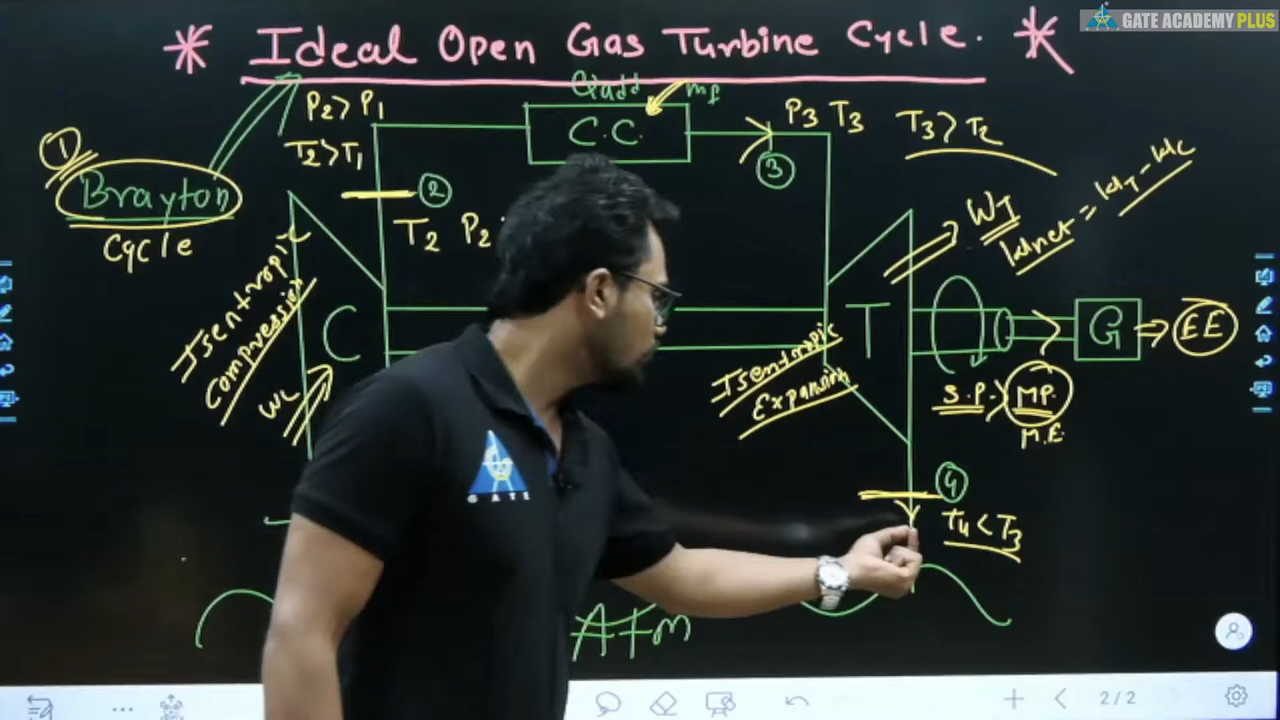 GATE ACADEMY PLUS
* Ideal Open Gas Turbine Cycle. *
Qadd
mf
P2 > P1
C.C.
P3 T3
T3 > T2
①
T2 > T1
Brayton
Cycle
②
③
T2 P2
WT
Wnet = WT - WC
Isentropic
Compression
C
WC
Isentropic
Expansion
T
G
EE
S.P.
MP.
M.E.
④
T4 < T3
Atm
GATE
2/2